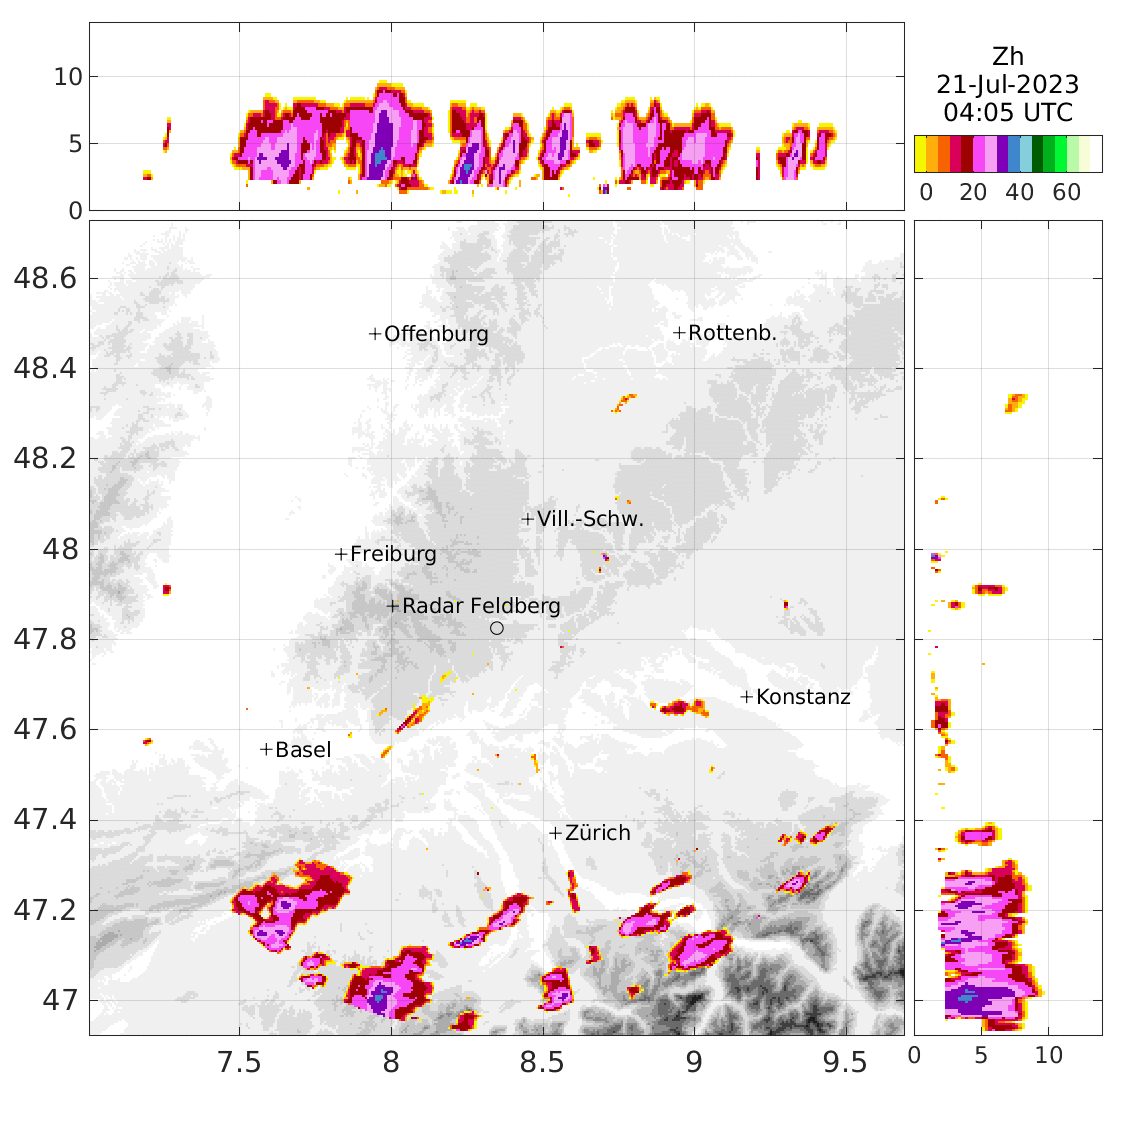 10
5
0
Zh
21-Jul-2023
04:05 UTC
0 20 40 60
48.6
48.4
48.2
48
47.8
47.6
47.4
47.2
47
+Offenburg
+Rottenb.
+Vill.-Schw.
+Freiburg
+Radar Feldberg
+Konstanz
+Basel
+Zürich
7.5 8 8.5 9 9.5
0 5 10